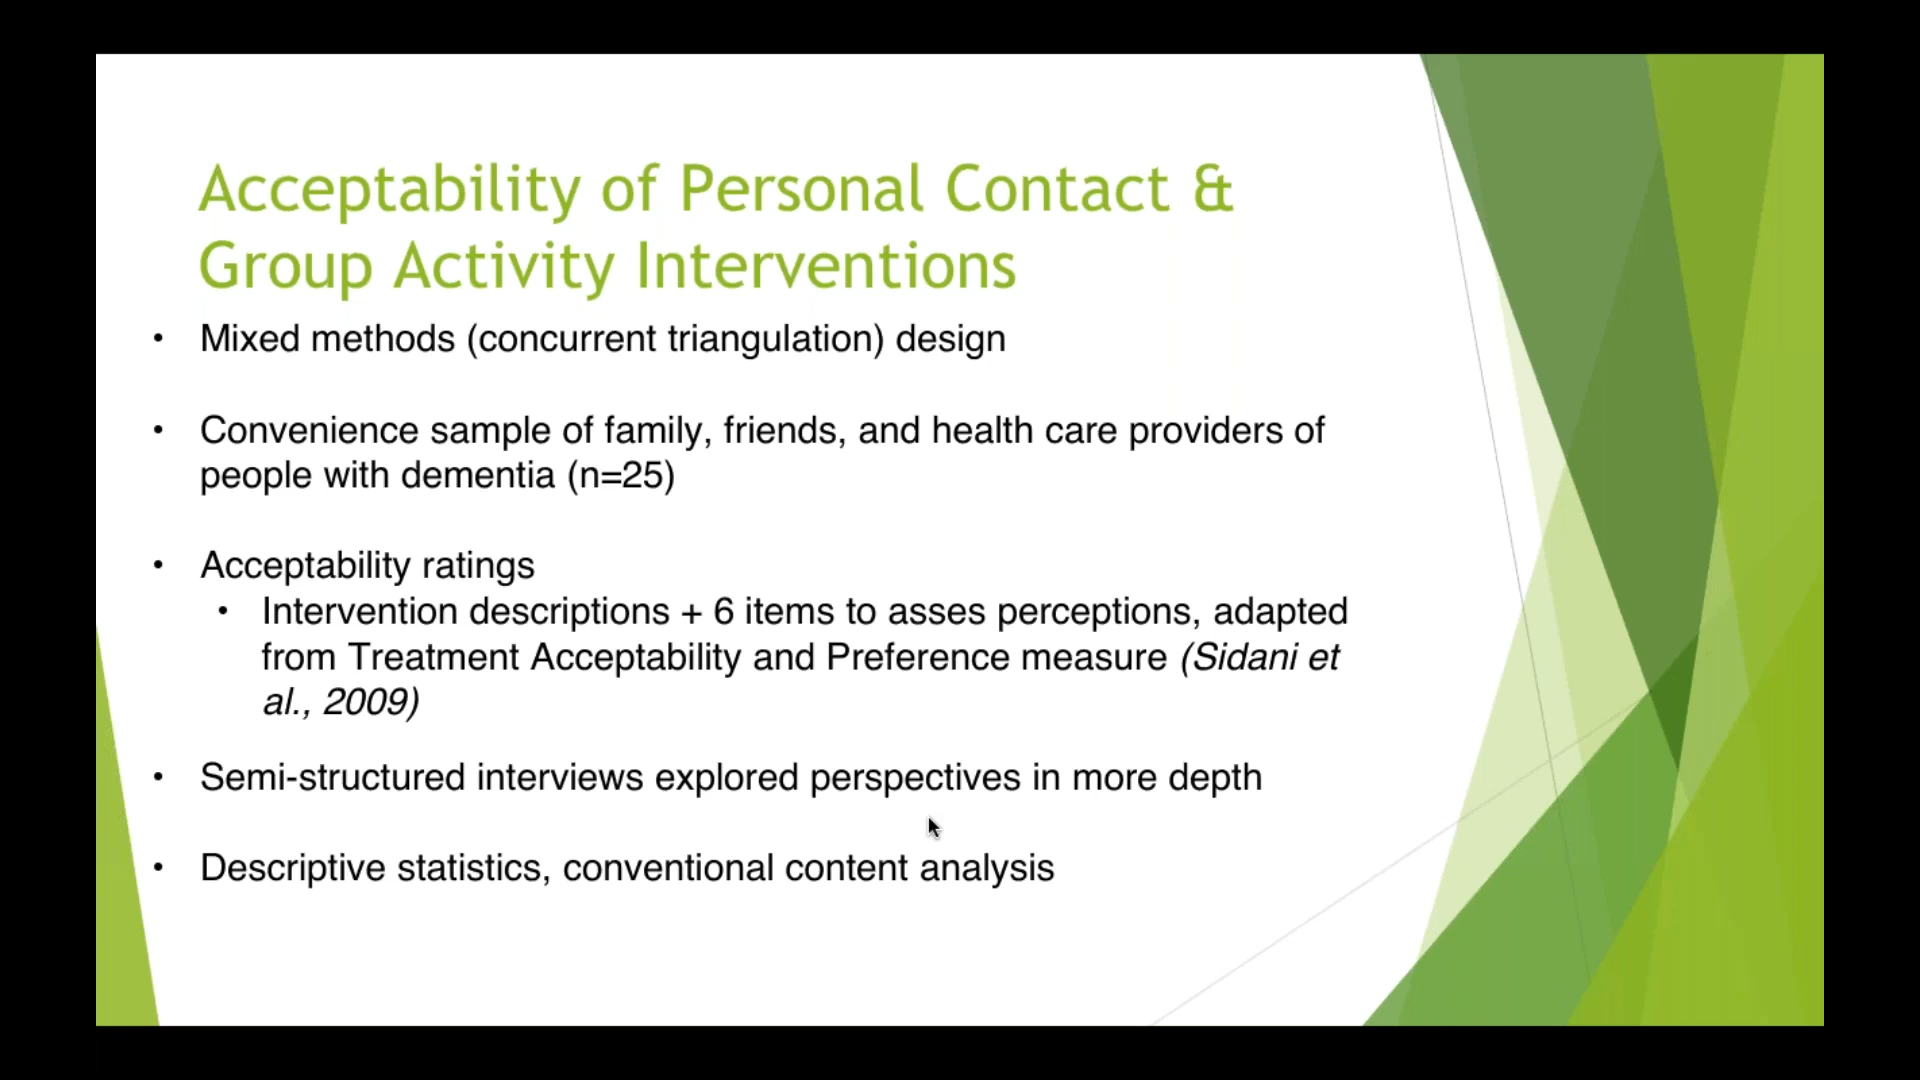 Acceptability of Personal Contact &
Group Activity Interventions
• Mixed methods (concurrent triangulation) design
• Convenience sample of family, friends, and health care providers of
people with dementia (n=25)
• Acceptability ratings
• Intervention descriptions + 6 items to asses perceptions, adapted
from Treatment Acceptability and Preference measure (Sidani et
al., 2009)
• Semi-structured interviews explored perspectives in more depth
• Descriptive statistics, conventional content analysis